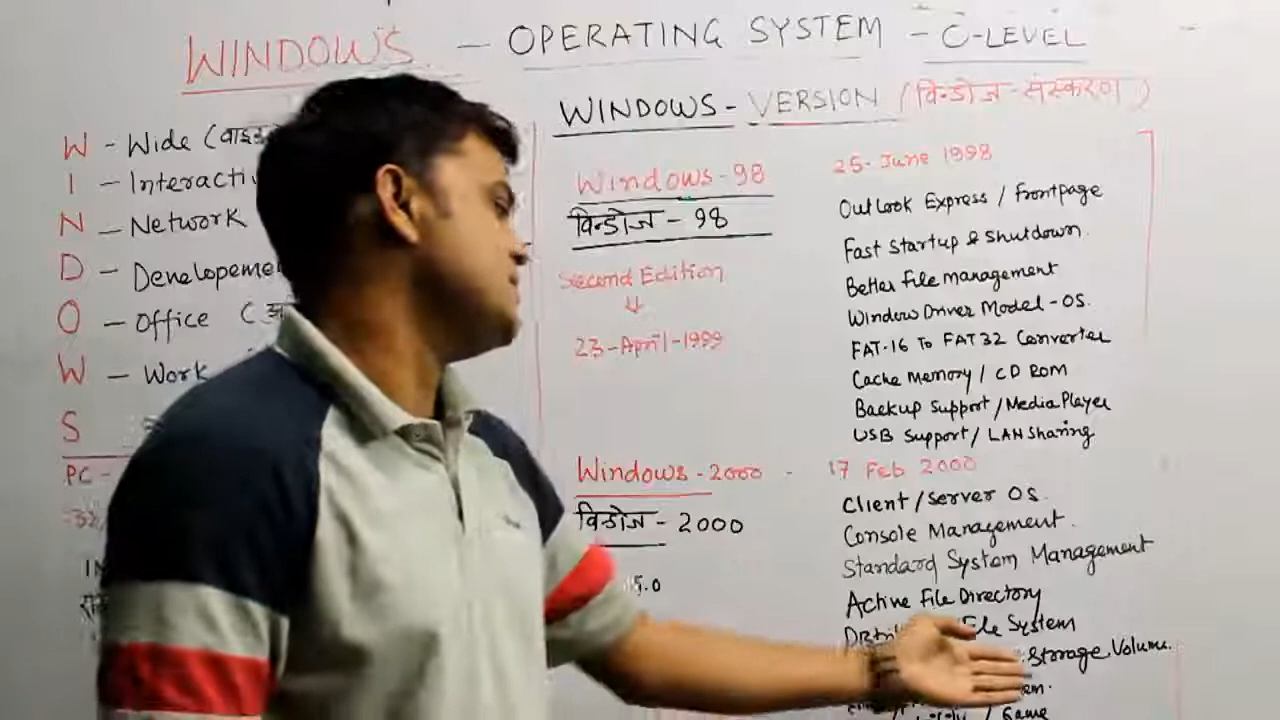 WINDOWS - OPERATING SYSTEM - O-LEVEL
W - Wide
I - Interacti
N - Network
D - Developeme
O - Office
W - Work
S
PC -
WINDOWS - VERSION (विन्डोज - संस्करण)
Windows - 98
विन्डोज - 98
Second Edition
↓
23-April-1999
25-June 1998
Outlook Express / Frontpage
Fast Startup & Shutdown.
Better File management
Window Driver Model - OS.
FAT-16 To FAT 32 Converter
Cache Memory / CD ROM
Backup Support / Media Player
USB Support / LAN Sharing
Windows - 2000 - 17 Feb 2000
विन्डोज - 2000
5.0
Client / Server OS.
Console Management.
Standard System Management
Active File Directory
File System
Storage Volume.
/ Game